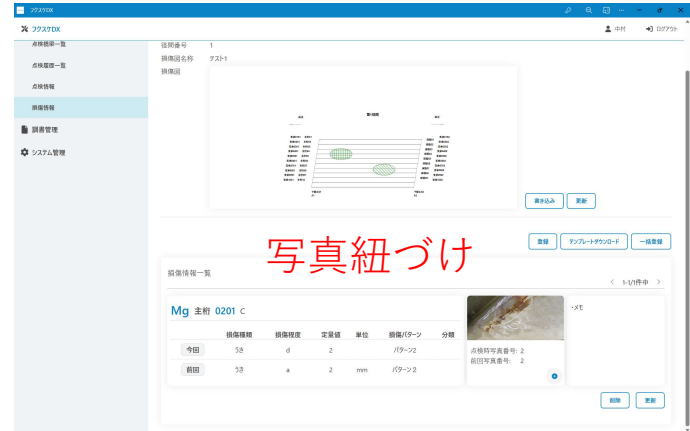 フクスケDX
フクスケDX
中村
ログアウト
点検橋梁一覧
点検履歴一覧
点検情報
損傷情報
調書管理
システム管理
径間番号 1
損傷図名称 テスト1
損傷図
書き込み 更新
登録 テンプレートダウンロード 一括登録
写真紐づけ
損傷情報一覧
1-1/1件中
Mg 主桁 0201 C
損傷種類 損傷程度 定量値 単位 損傷パターン 分類
今回 うき d 2 パターン2
前回 うき a 2 mm パターン２
点検時写真番号: 2
前回写真番号: 2
・メモ
削除 更新